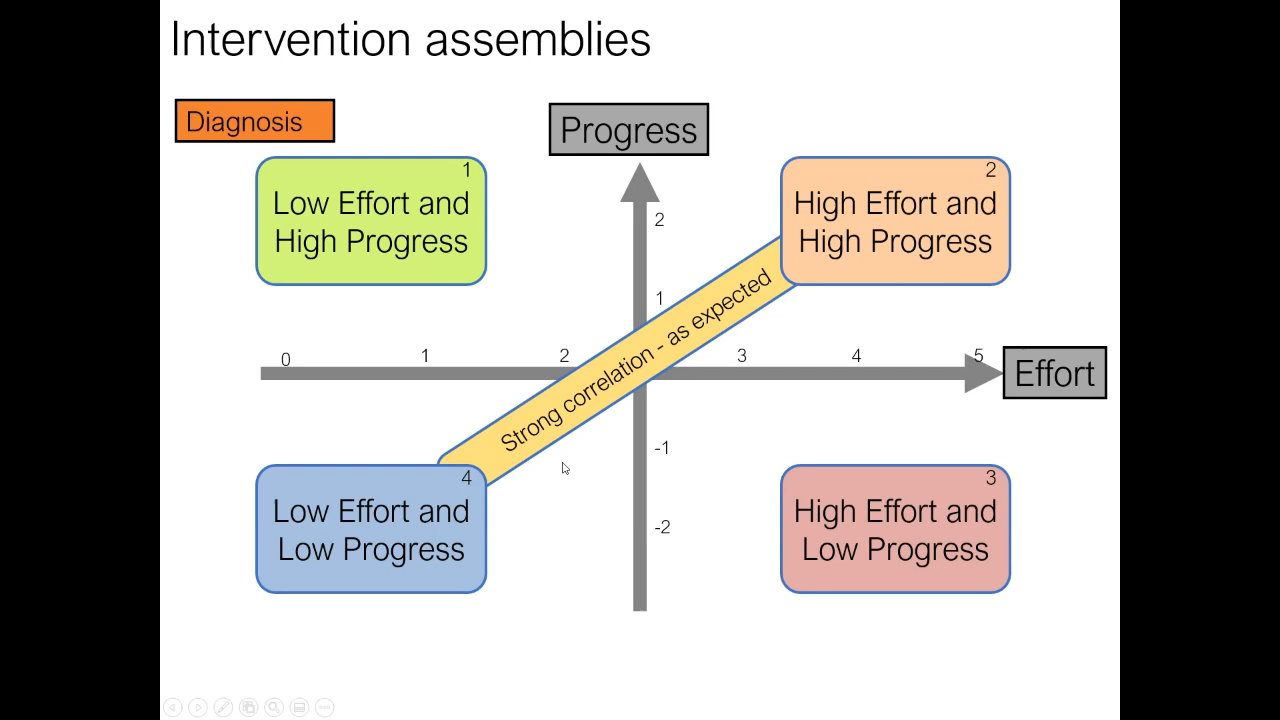 Intervention assemblies
Diagnosis
Progress
1
Low Effort and
High Progress
2
High Effort and
High Progress
2
1
Strong correlation - as expected
0
1
2
3
4
5
Effort
-1
-2
4
Low Effort and
Low Progress
3
High Effort and
Low Progress